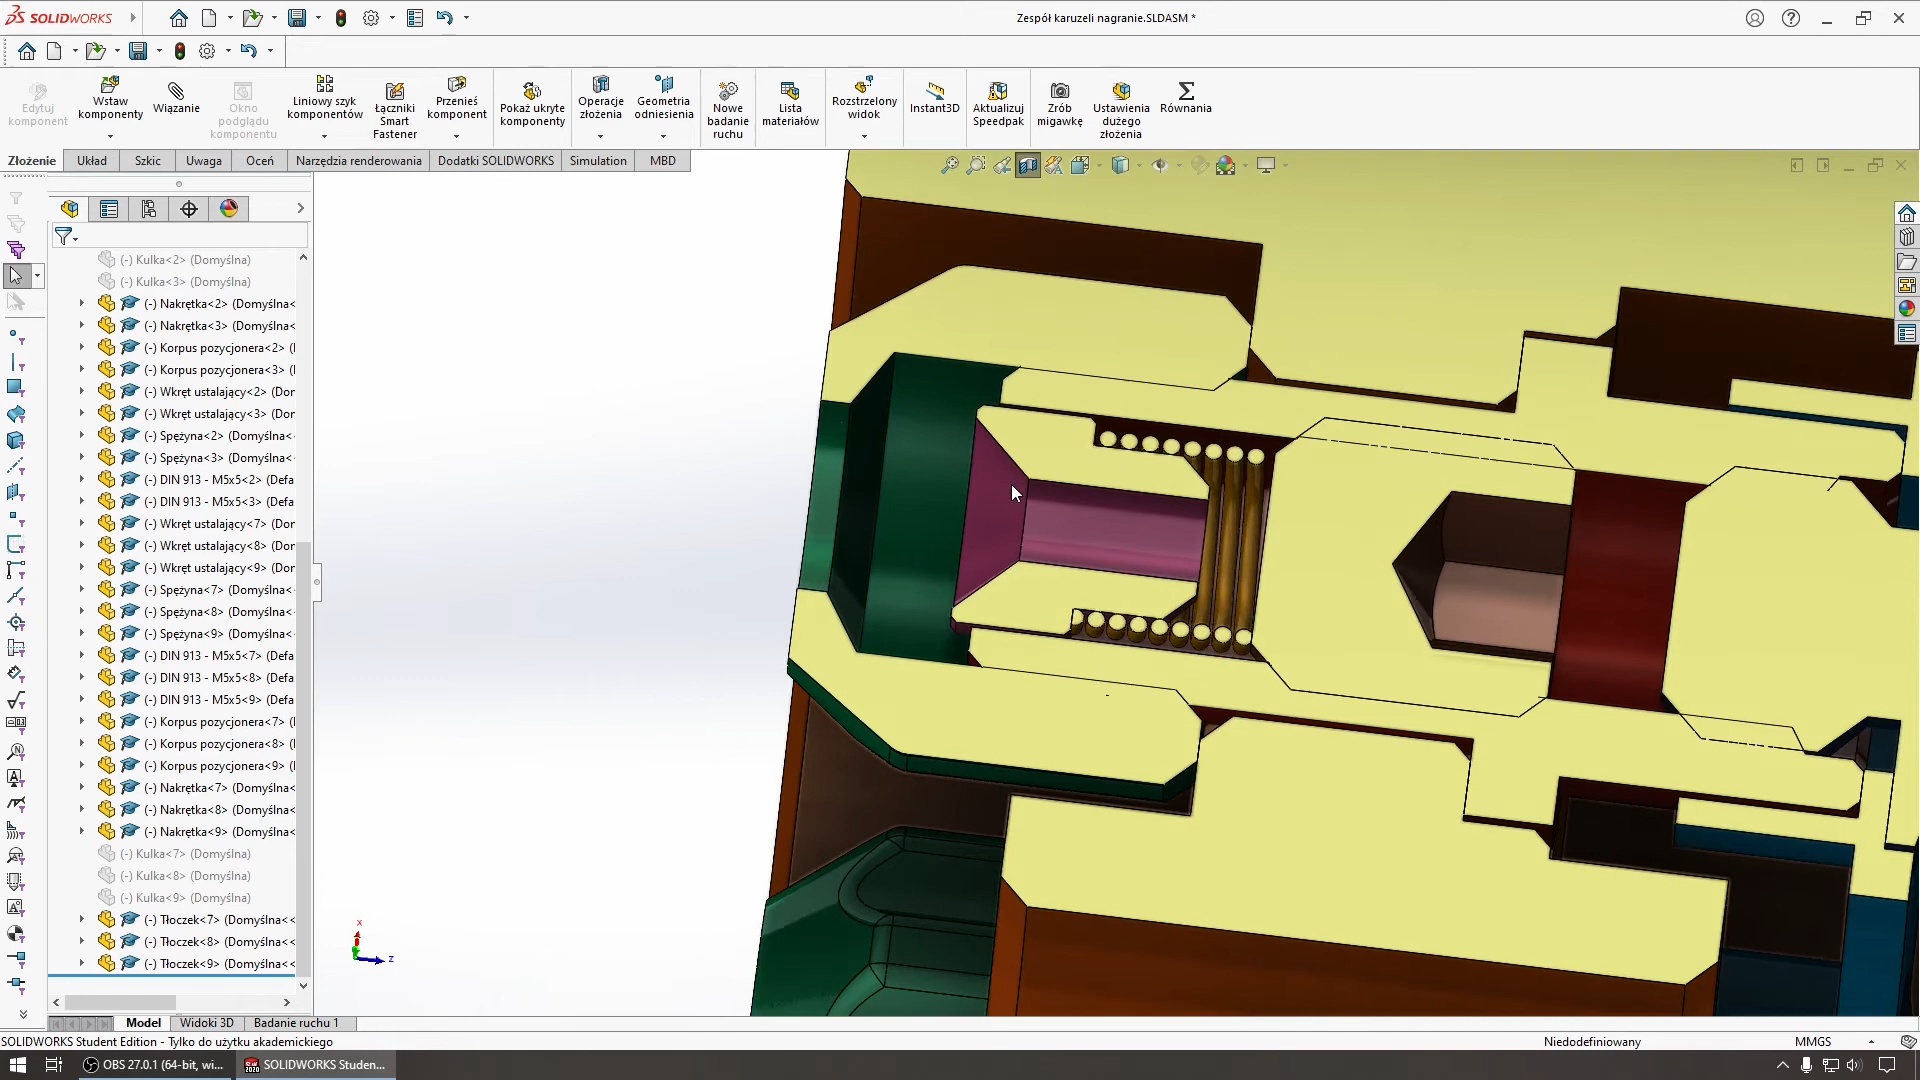 SOLIDWORKS
Zespół karuzeli nagranie.SLDASM *
Edytuj komponent
Wstaw komponenty
Wiązanie
Okno podglądu komponentu
Liniowy szyk komponentów
Łączniki Smart Fastener
Przenieś komponent
Pokaż ukryte komponenty
Operacje złożenia
Geometria odniesienia
Nowe badanie ruchu
Lista materiałów
Rozstrzelony widok
Instant3D
Aktualizuj Speedpak
Zrób migawkę
Ustawienia dużego złożenia
Równania
Złożenie
Układ
Szkic
Uwaga
Oceń
Narzędzia renderowania
Dodatki SOLIDWORKS
Simulation
MBD
(-) Kulka<2> (Domyślna)
(-) Kulka<3> (Domyślna)
(-) Nakrętka<2> (Domyślna<
(-) Nakrętka<3> (Domyślna<
(-) Korpus pozycjonera<2> (
(-) Korpus pozycjonera<3> (
(-) Wkręt ustalający<2> (Dor
(-) Wkręt ustalający<3> (Dor
(-) Spężyna<2> (Domyślna<
(-) Spężyna<3> (Domyślna<
(-) DIN 913 - M5x5<2> (Defa
(-) DIN 913 - M5x5<3> (Defa
(-) Wkręt ustalający<7> (Dor
(-) Wkręt ustalający<8> (Dor
(-) Wkręt ustalający<9> (Dor
(-) Spężyna<7> (Domyślna<
(-) Spężyna<8> (Domyślna<
(-) Spężyna<9> (Domyślna<
(-) DIN 913 - M5x5<7> (Defa
(-) DIN 913 - M5x5<8> (Defa
(-) DIN 913 - M5x5<9> (Defa
(-) Korpus pozycjonera<7> (
(-) Korpus pozycjonera<8> (
(-) Korpus pozycjonera<9> (
(-) Nakrętka<7> (Domyślna<
(-) Nakrętka<8> (Domyślna<
(-) Nakrętka<9> (Domyślna<
(-) Kulka<7> (Domyślna)
(-) Kulka<8> (Domyślna)
(-) Kulka<9> (Domyślna)
(-) Tłoczek<7> (Domyślna<<
(-) Tłoczek<8> (Domyślna<<
(-) Tłoczek<9> (Domyślna<<
x
z
Model
Widoki 3D
Badanie ruchu 1
SOLIDWORKS Student Edition - Tylko do użytku akademickiego
Niedodefiniowany
MMGS
OBS 27.0.1 (64-bit, wi...
SOLIDWORKS Studen...